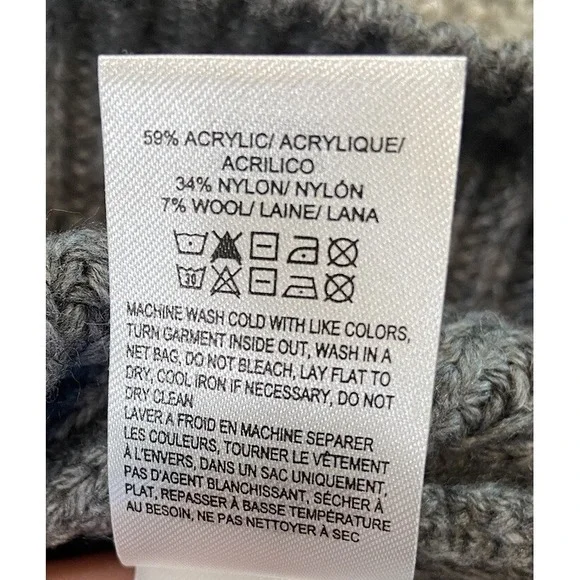 59% ACRYLIC/ ACRYLIQUE/
ACRILICO
34% NYLON/ NYLÓN
7% WOOL/ LAINE/ LANA
30
MACHINE WASH COLD WITH LIKE COLORS,
TURN GARMENT INSIDE OUT, WASH IN A
NET BAG, DO NOT BLEACH, LAY FLAT TO
DRY, COOL IRON IF NECESSARY, DO NOT
DRY CLEAN
LAVER A FROID EN MACHINE SEPARER
LES COULEURS, TOURNER LE VÊTEMENT
À L'ENVERS, DANS UN SAC UNIQUEMENT,
PAS D'AGENT BLANCHISSANT, SÉCHER À
PLAT, REPASSER À BASSE TEMPÉRATURE
AU BESOIN, NE PAS NETTOYER À SEC